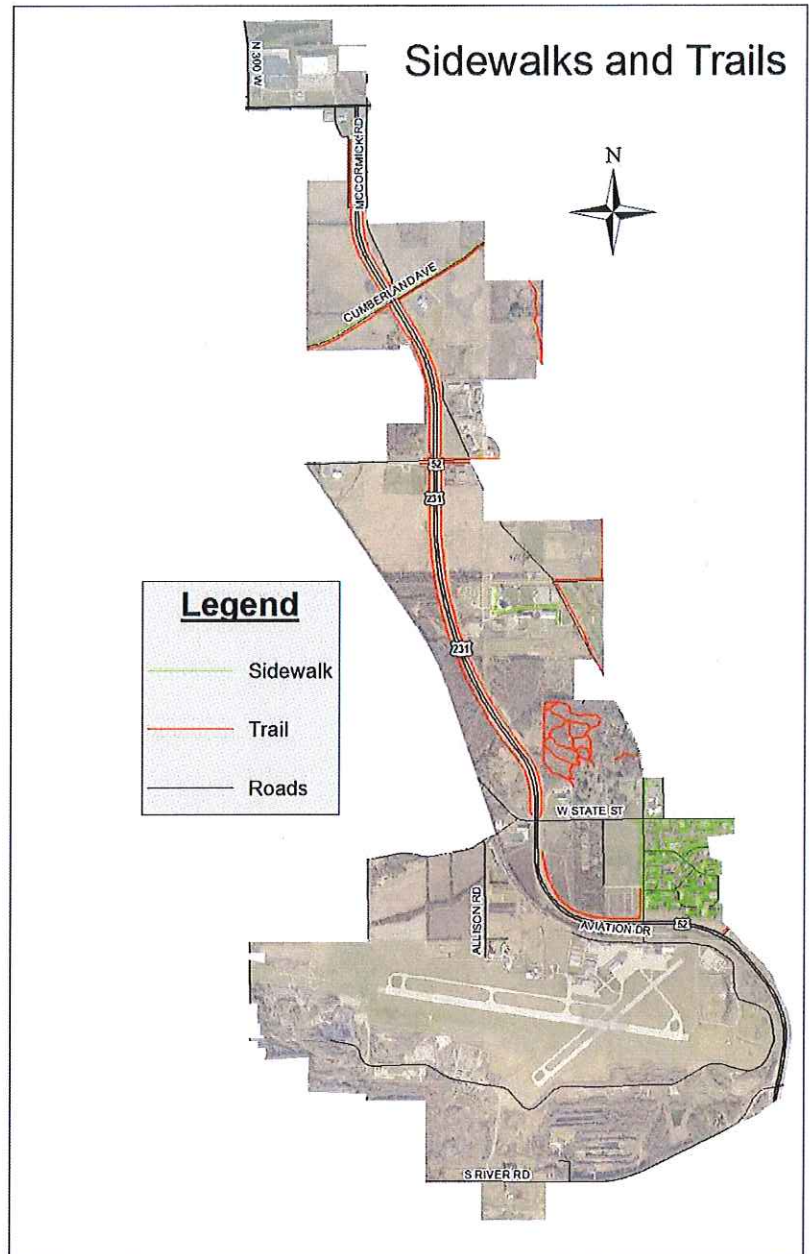 Sidewalks and Trails
N 300 W
MCCORMICK RD
N
CUMBERLAND AVE
52
231
Legend
Sidewalk
Trail
Roads
231
W STATE ST
ALLISON RD
AVIATION DR
52
S RIVER RD